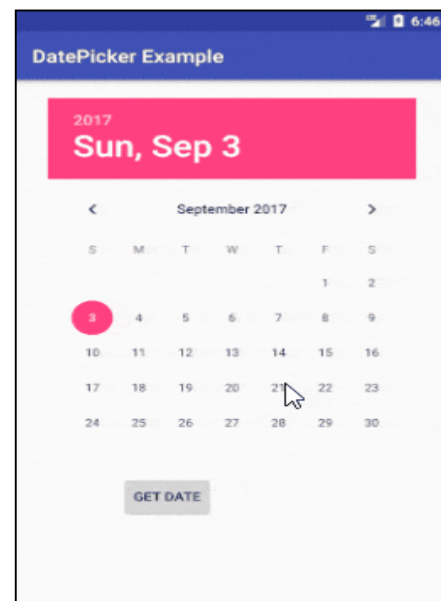 6:46
DatePicker Example
2017
Sun, Sep 3
< September 2017 >
S M T W T F S
1 2
3 4 5 6 7 8 9
10 11 12 13 14 15 16
17 18 19 20 21 22 23
24 25 26 27 28 29 30
GET DATE